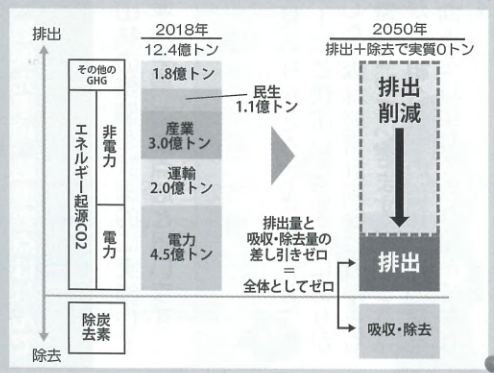 排出
2018年
12.4億トン
2050年
排出+除去で実質0トン
その他の
GHG
エネルギー起源CO2
非電力
電力
1.8億トン
民生
1.1億トン
産業
3.0億トン
運輸
2.0億トン
電力
4.5億トン
排出
削減
排出量と
吸収・除去量の
差し引きゼロ
=
全体としてゼロ
排出
炭素
除去
吸収・除去
除去